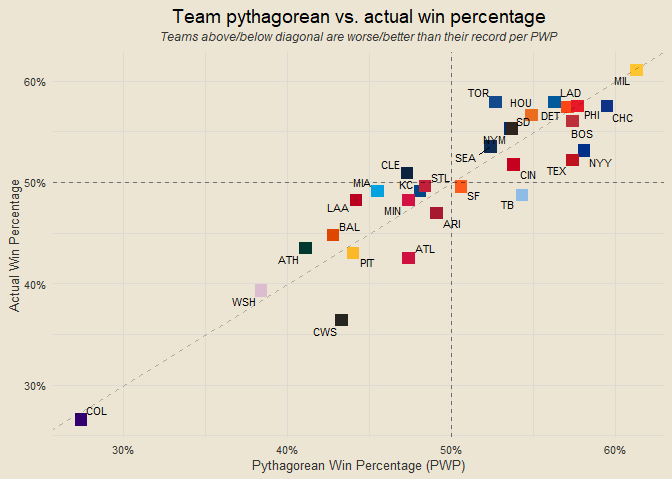 Team pythagorean vs. actual win percentage
Teams above/below diagonal are worse/better than their record per PWP
Actual Win Percentage
60%
50%
40%
30%
MIL
TOR
LAD
HOU
DET
PHI
CHC
SD
BOS
NYM
SEA
NYY
TEX
CIN
CLE
STL
KC
MIA
SF
TB
LAA
MIN
ARI
BAL
ATL
ATH
PIT
WSH
CWS
COL
30%
40%
50%
60%
Pythagorean Win Percentage (PWP)